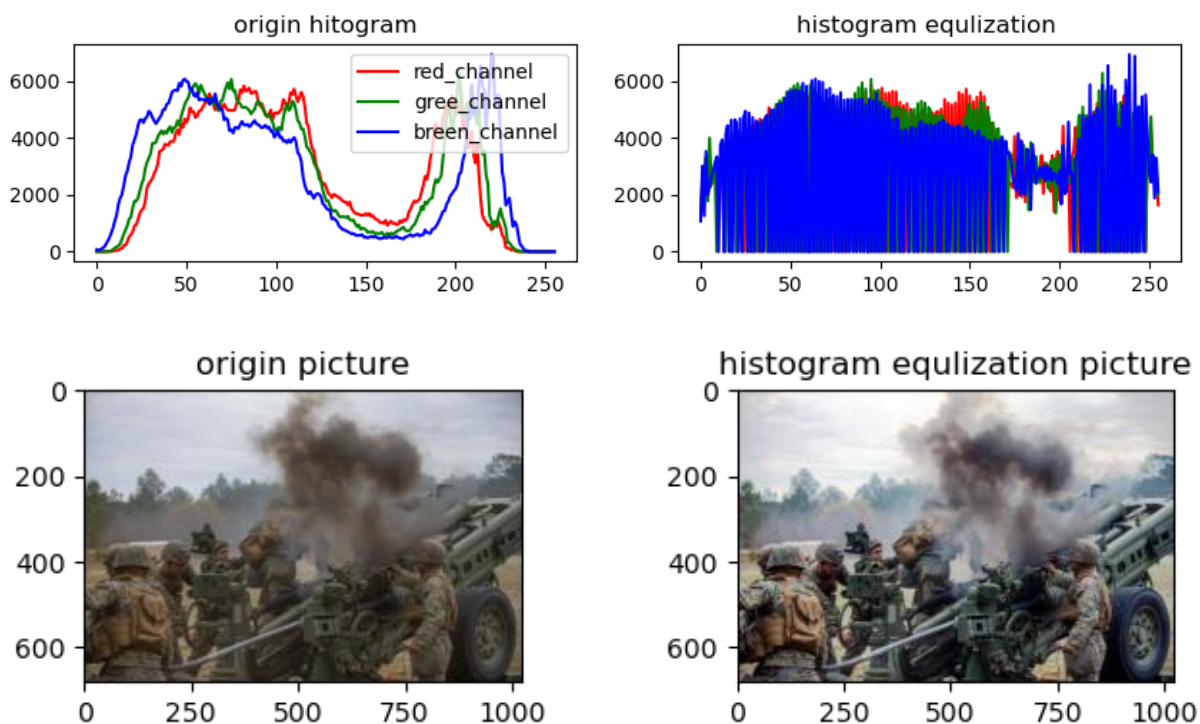 origin hitogram
histogram equlization
6000
4000
2000
0
red_channel
gree_channel
breen_channel
0 50 100 150 200 250
6000
4000
2000
0
0 50 100 150 200 250
origin picture
histogram equlization picture
0
200
400
600
0 250 500 750 1000
0
200
400
600
0 250 500 750 1000